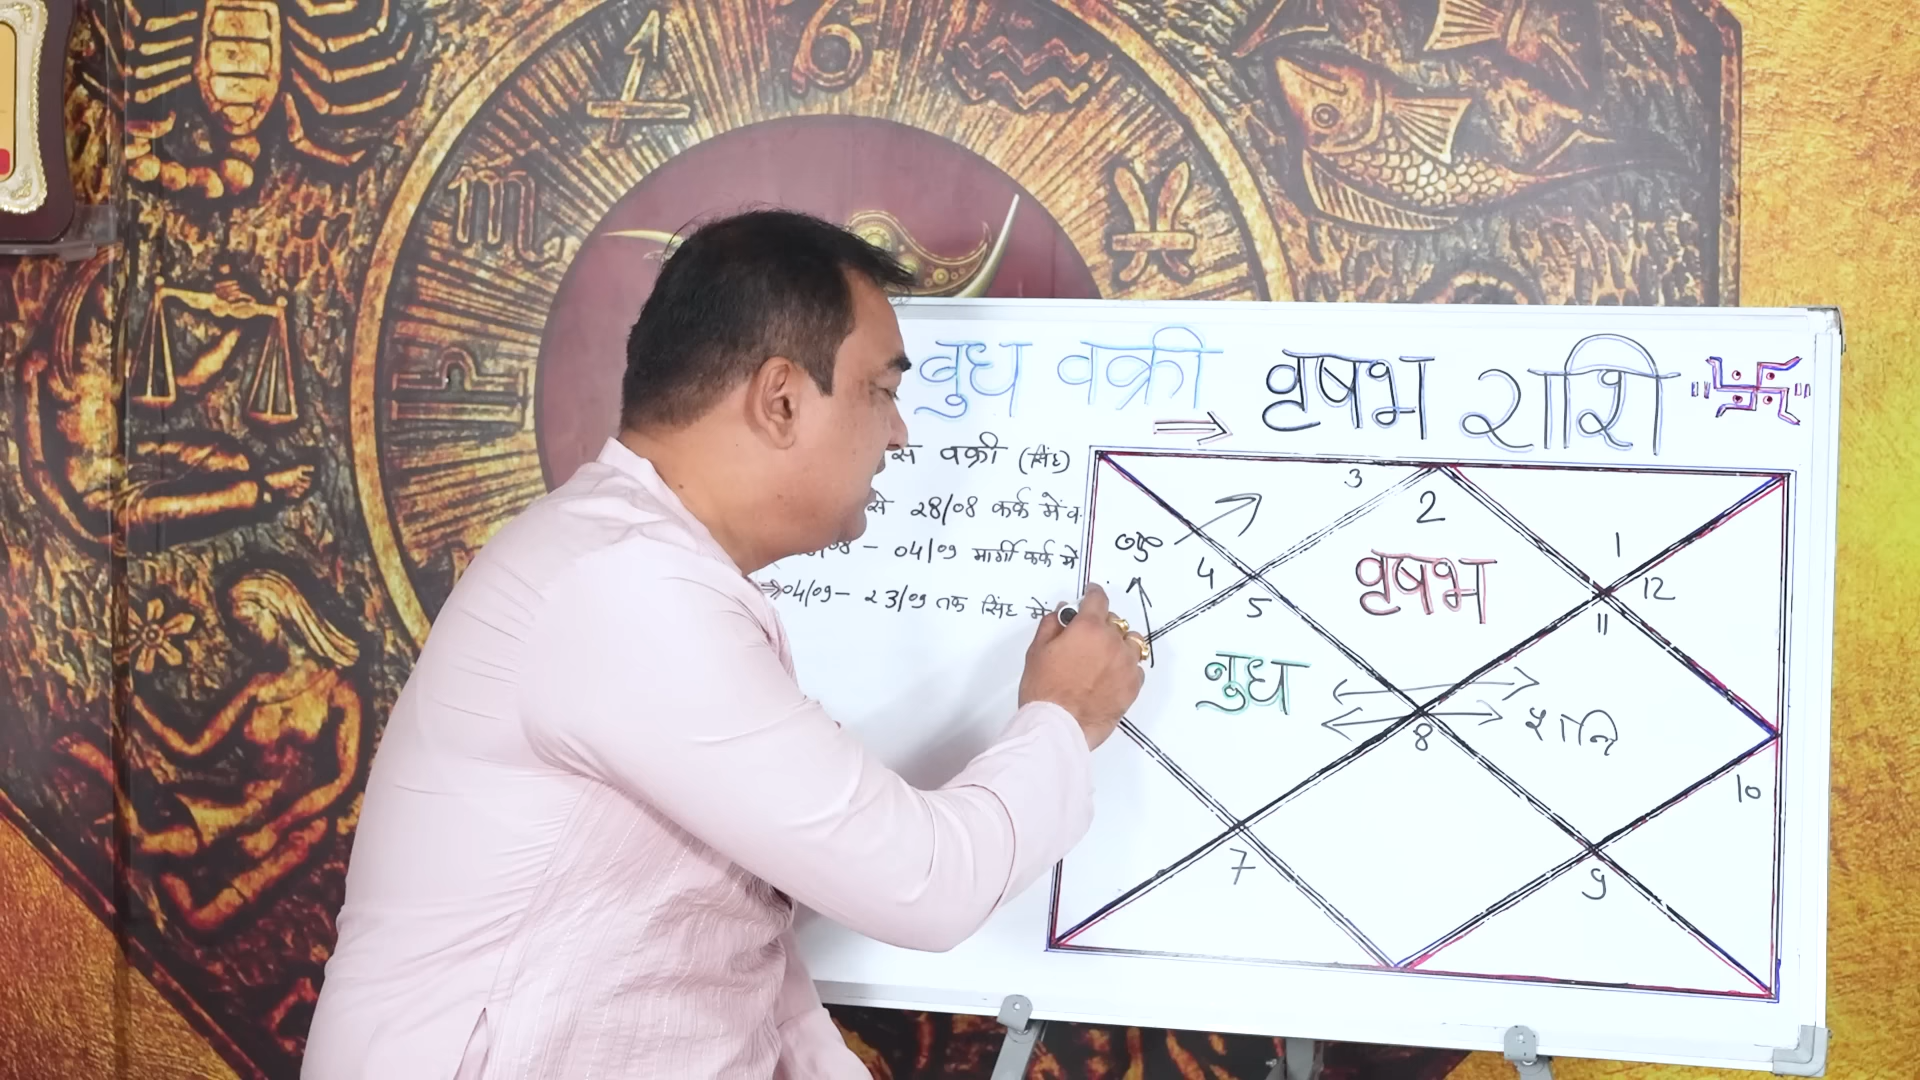 बुध वक्री
वृषभ राशि
वक्री (सिंह)
से 28/08 कर्क में व
04/09 मार्गी कर्क में
⇒04/09 – 23/09 तक सिंह में
3
2
1
12
4
5
11
वृषभ
बुध
शनि
8
10
7
9